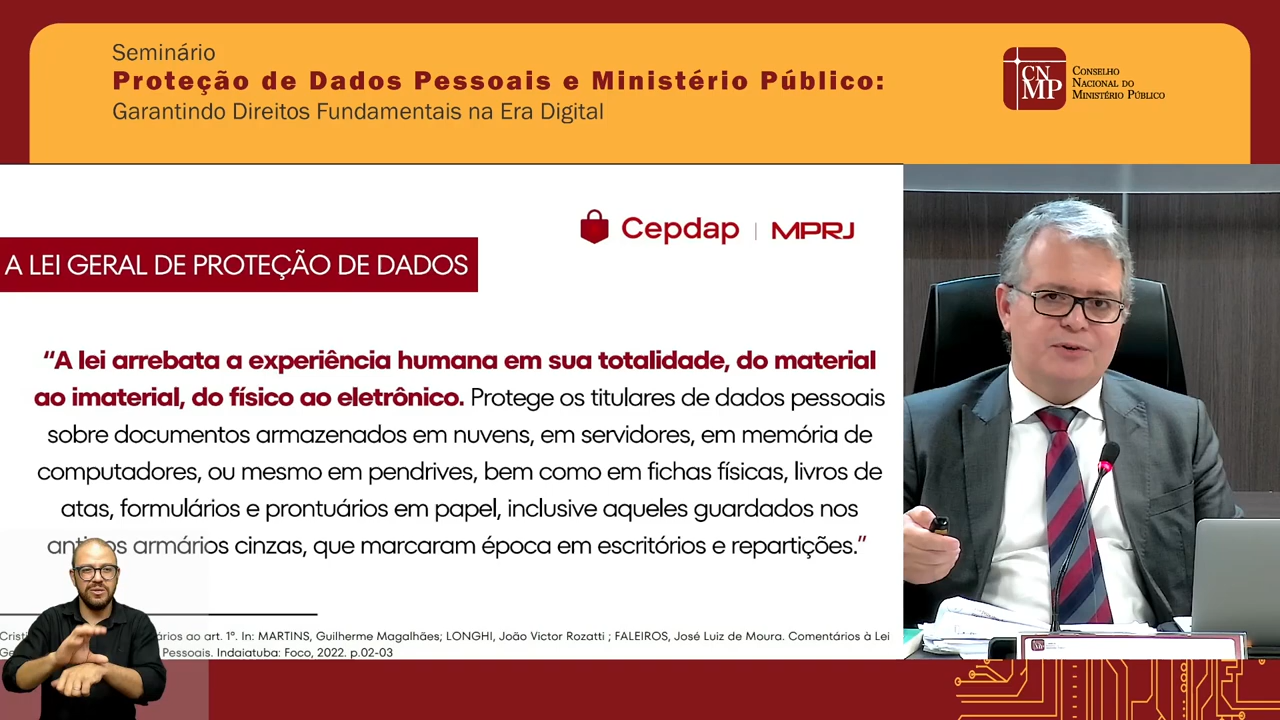 Seminário
Proteção de Dados Pessoais e Ministério Público:
Garantindo Direitos Fundamentais na Era Digital
CN
MP
Conselho
Nacional do
Ministério Público
Cepdap | MPRJ
A LEI GERAL DE PROTEÇÃO DE DADOS
“A lei arrebata a experiência humana em sua totalidade, do material
ao imaterial, do físico ao eletrônico. Protege os titulares de dados pessoais
sobre documentos armazenados em nuvens, em servidores, em memória de
computadores, ou mesmo em pendrives, bem como em fichas físicas, livros de
atas, formulários e prontuários em papel, inclusive aqueles guardados nos
antigos armários cinzas, que marcaram época em escritórios e repartições.”
ao art. 1º. In: MARTINS, Guilherme Magalhães; LONGHI, João Victor Rozatti ; FALEIROS, José Luiz de Moura. Comentários à Lei
Pessoais. Indaiatuba: Foco, 2022. p.02-03